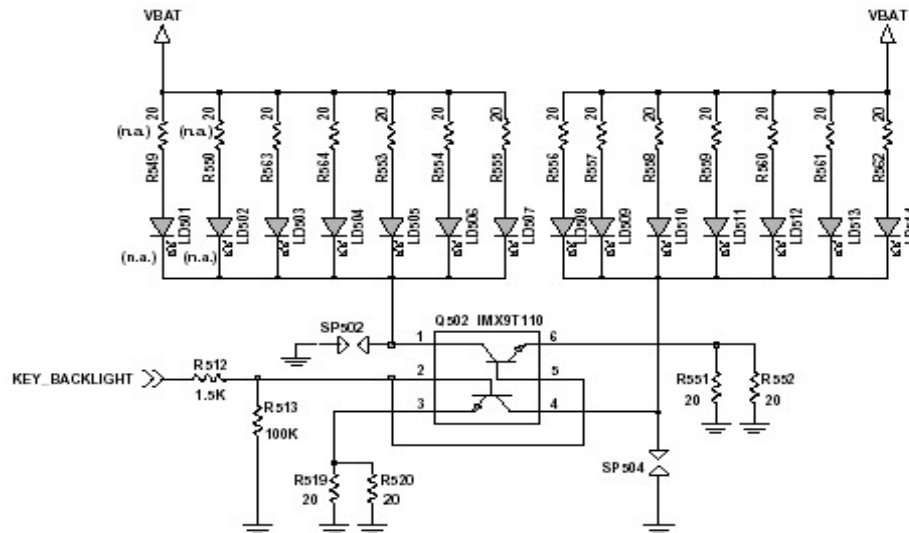 VBAT
VBAT
20 20 20 20 20 20 20
20 20 20 20 20 20 20
(n.a.) (n.a.)
R549 R550 R563 R564 R553 R554 R555
R556 R557 R558 R559 R560 R561 R562
LD501 LD502 LD503 LD504 LD505 LD506 LD507
LD508 LD509 LD510 LD511 LD512 LD513
(n.a.) (n.a.)
Q502 IMX9T110
SP502
1 6
R512
KEY_BACKLIGHT
2 5
1.5K
R551 R552
20 20
R513
100K
3 4
SP504
R519 R520
20 20